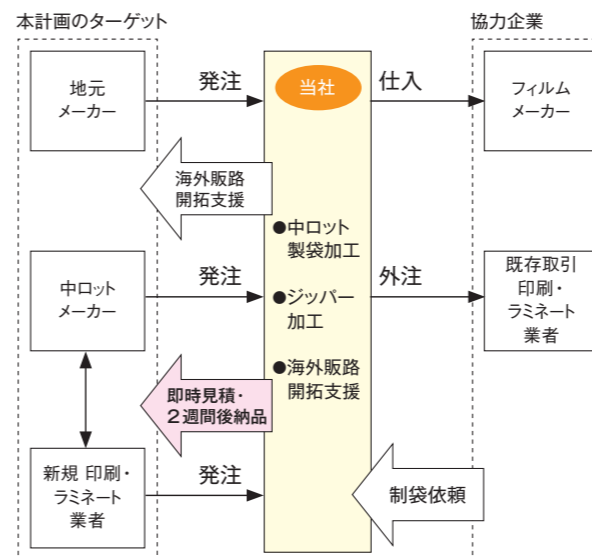 本計画のターゲット
協力企業
地元
メーカー
発注
当社
仕入
フィルム
メーカー
海外販路
開拓支援
●中ロット
製袋加工
中ロット
メーカー
発注
●ジッパー
加工
外注
既存取引
印刷・
ラミネート
業者
●海外販路
開拓支援
即時見積・
２週間後納品
新規 印刷・
ラミネート
業者
発注
制袋依頼